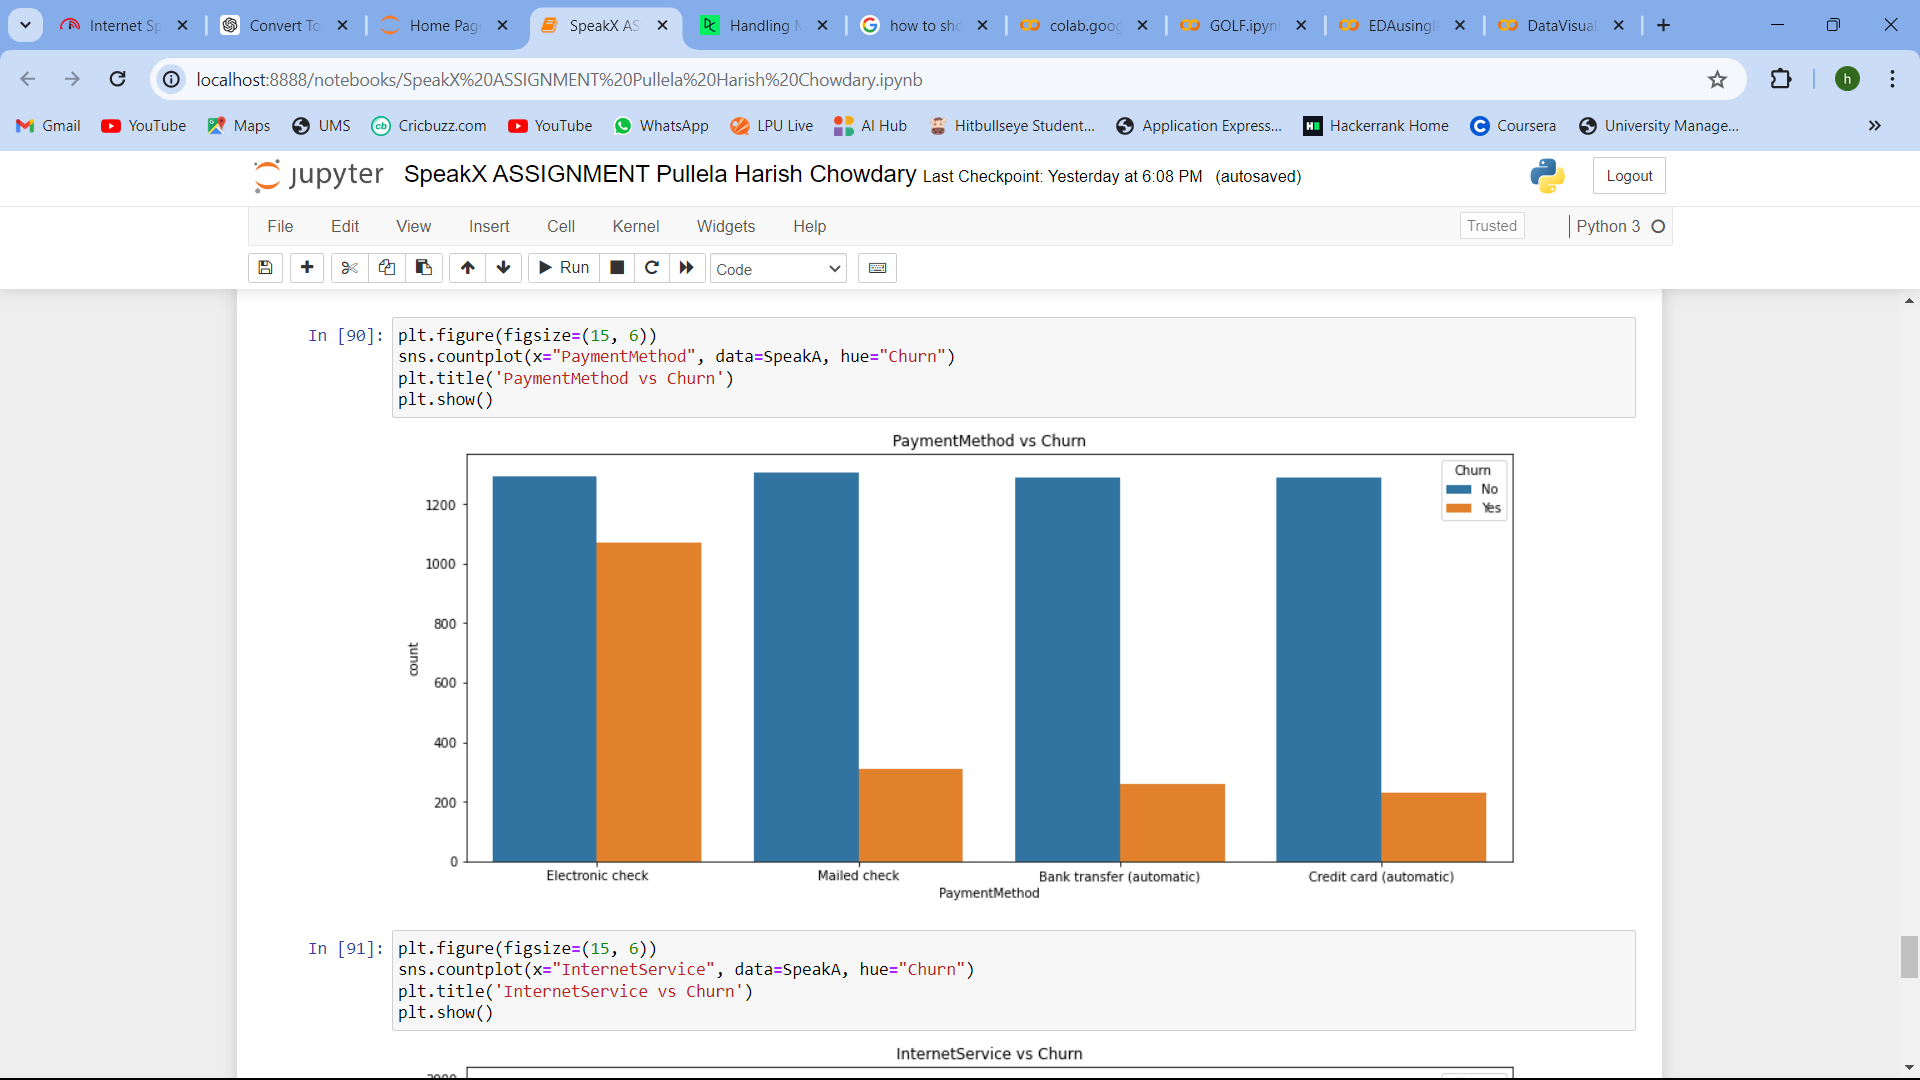 Internet Sp
Convert To
Home Pag
SpeakX AS
Handling M
how to sho
colab.goog
GOLF.ipyn
EDAusing
DataVisual
localhost:8888/notebooks/SpeakX%20ASSIGNMENT%20Pullela%20Harish%20Chowdary.ipynb
h
Gmail YouTube Maps UMS Cricbuzz.com YouTube WhatsApp LPU Live AI Hub Hitbullseye Student... Application Express... Hackerrank Home Coursera University Manage...
jupyter SpeakX ASSIGNMENT Pullela Harish Chowdary Last Checkpoint: Yesterday at 6:08 PM (autosaved) Logout
File Edit View Insert Cell Kernel Widgets Help Trusted Python 3
Run Code
In [90]: plt.figure(figsize=(15, 6))
sns.countplot(x="PaymentMethod", data=SpeakA, hue="Churn")
plt.title('PaymentMethod vs Churn')
plt.show()
PaymentMethod vs Churn
Churn
No
Yes
1200
1000
800
600
400
200
0
count
Electronic check Mailed check Bank transfer (automatic) Credit card (automatic)
PaymentMethod
In [91]: plt.figure(figsize=(15, 6))
sns.countplot(x="InternetService", data=SpeakA, hue="Churn")
plt.title('InternetService vs Churn')
plt.show()
InternetService vs Churn